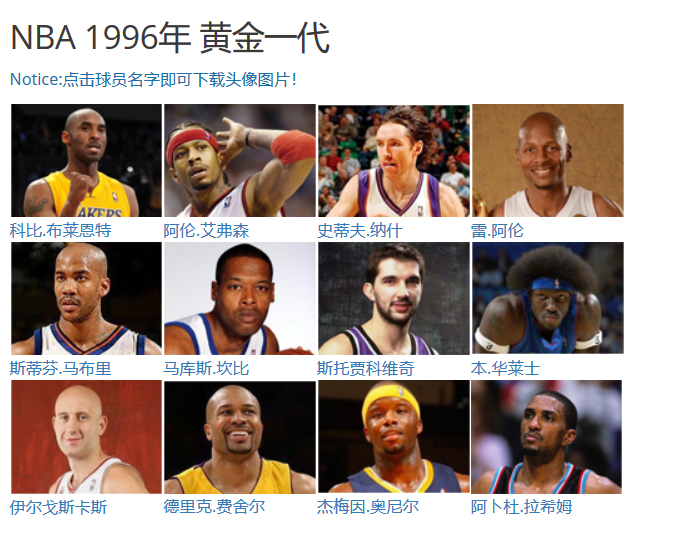 NBA 1996年 黄金一代
Notice:点击球员名字即可下载头像图片！
LAKERS
科比.布莱恩特
阿伦.艾弗森
史蒂夫.纳什
雷.阿伦
斯蒂芬.马布里
马库斯.坎比
斯托贾科维奇
本.华莱士
伊尔戈斯卡斯
德里克.费舍尔
杰梅因.奥尼尔
阿卜杜.拉希姆